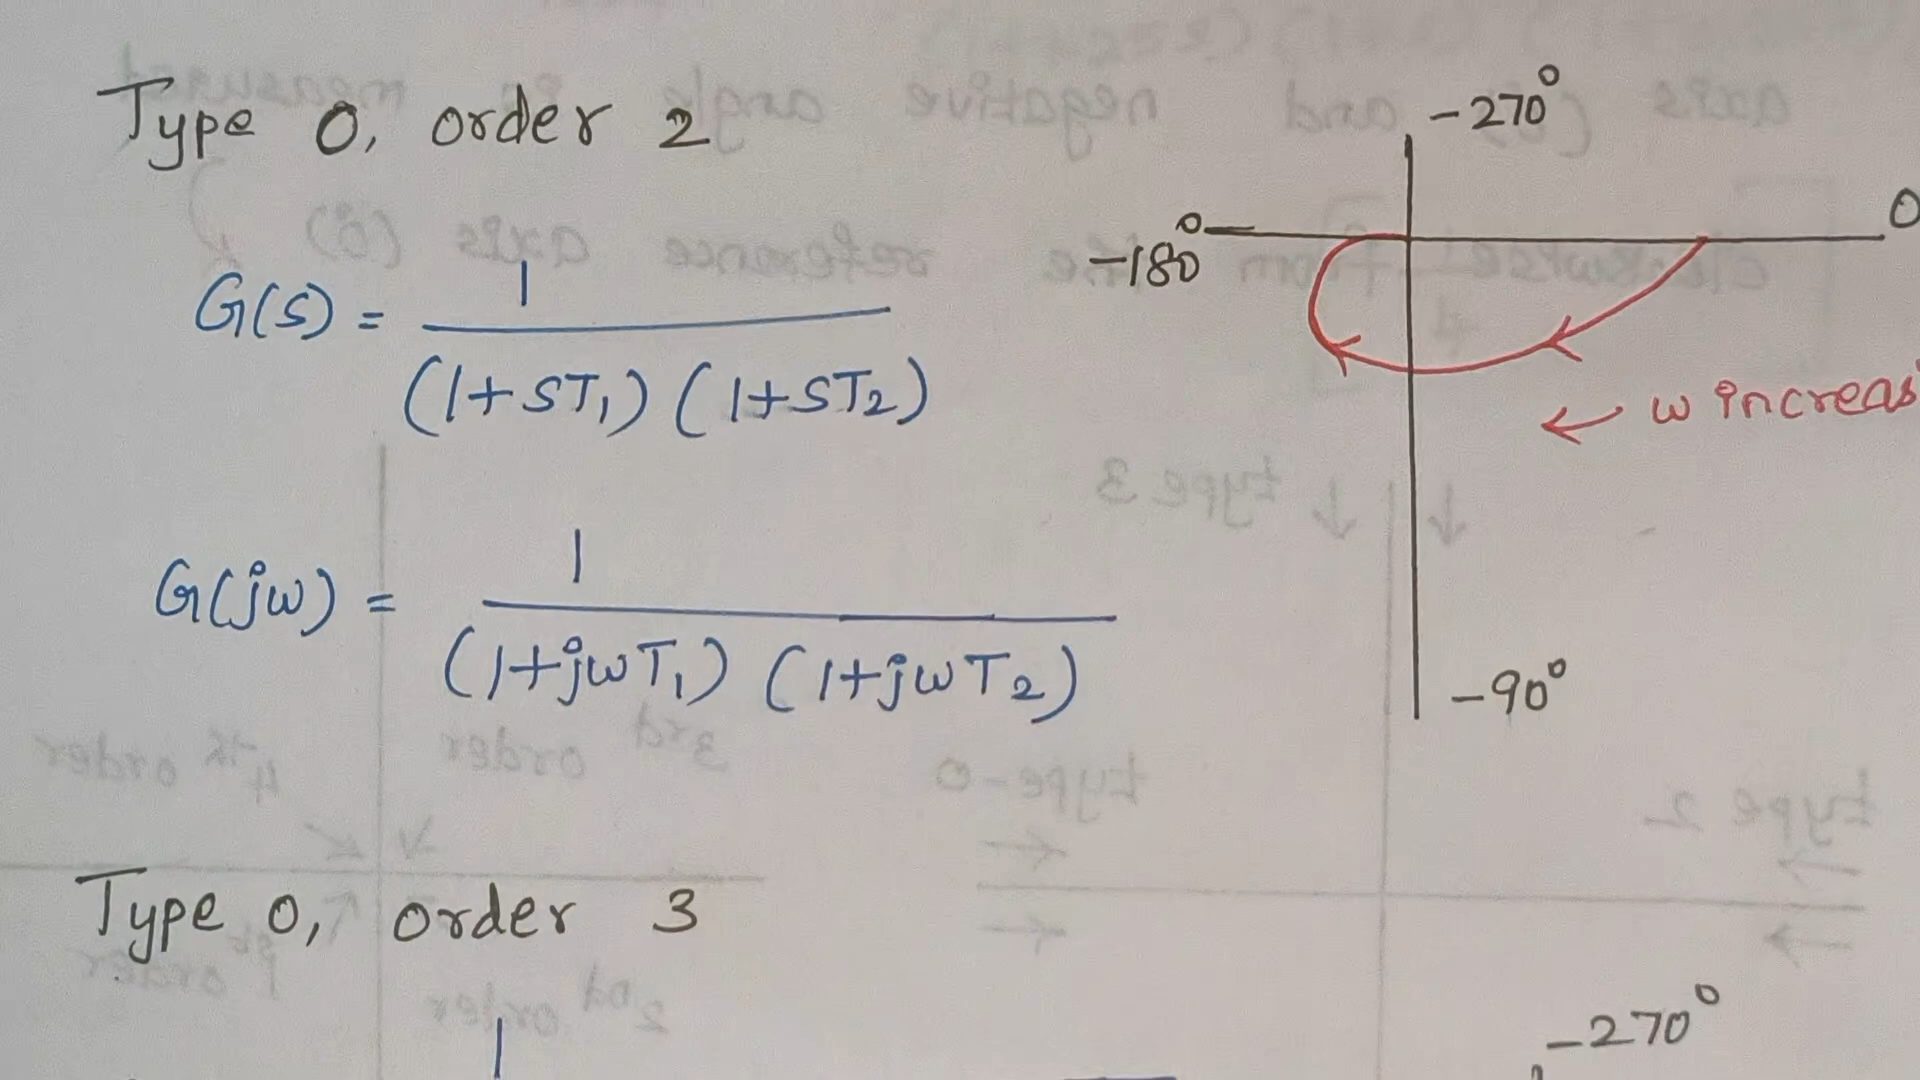 Type 0, order 2
-270°
0
-180°
G(s) = 1 / (1+ST₁) (1+ST₂)
← ω increas
G(jω) = 1 / (1+jωT₁) (1+jωT₂)
-90°
Type 0, order 3
1
-270°